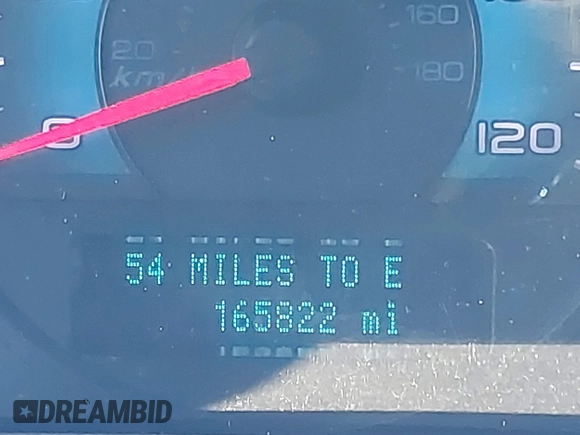 160
20
km/h
180
0
120
54 MILES TO E
165822 mi
DREAMBID